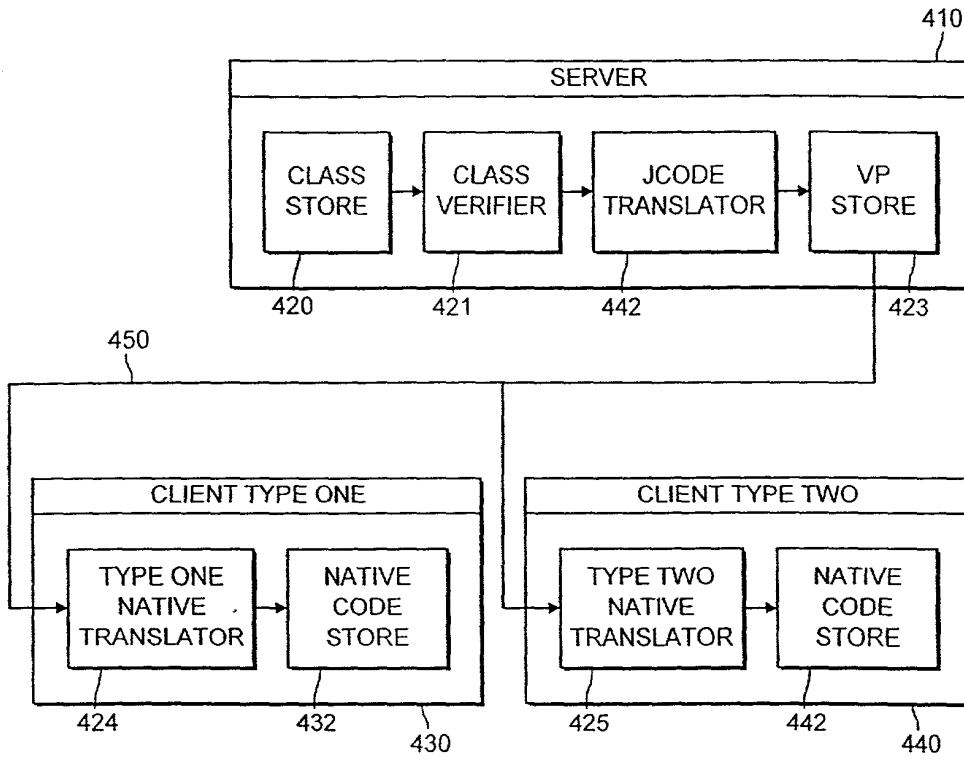 410
SERVER
CLASS
STORE
CLASS
VERIFIER
JCODE
TRANSLATOR
VP
STORE
420
421
442
423
450
CLIENT TYPE ONE
TYPE ONE
NATIVE
TRANSLATOR
NATIVE
CODE
STORE
424
432
430
CLIENT TYPE TWO
TYPE TWO
NATIVE
TRANSLATOR
NATIVE
CODE
STORE
425
442
440